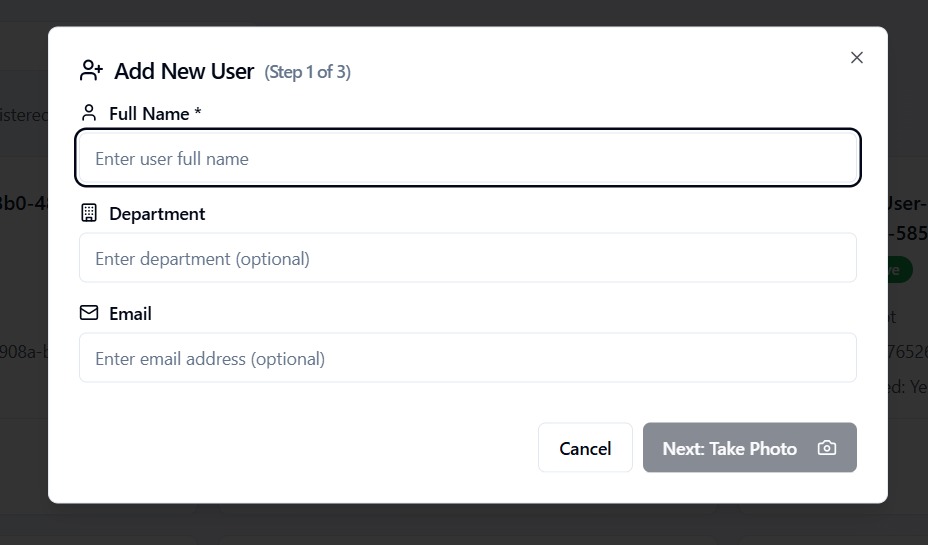 Add New User (Step 1 of 3)
Full Name *
Enter user full name
Department
Enter department (optional)
Email
Enter email address (optional)
Cancel
Next: Take Photo